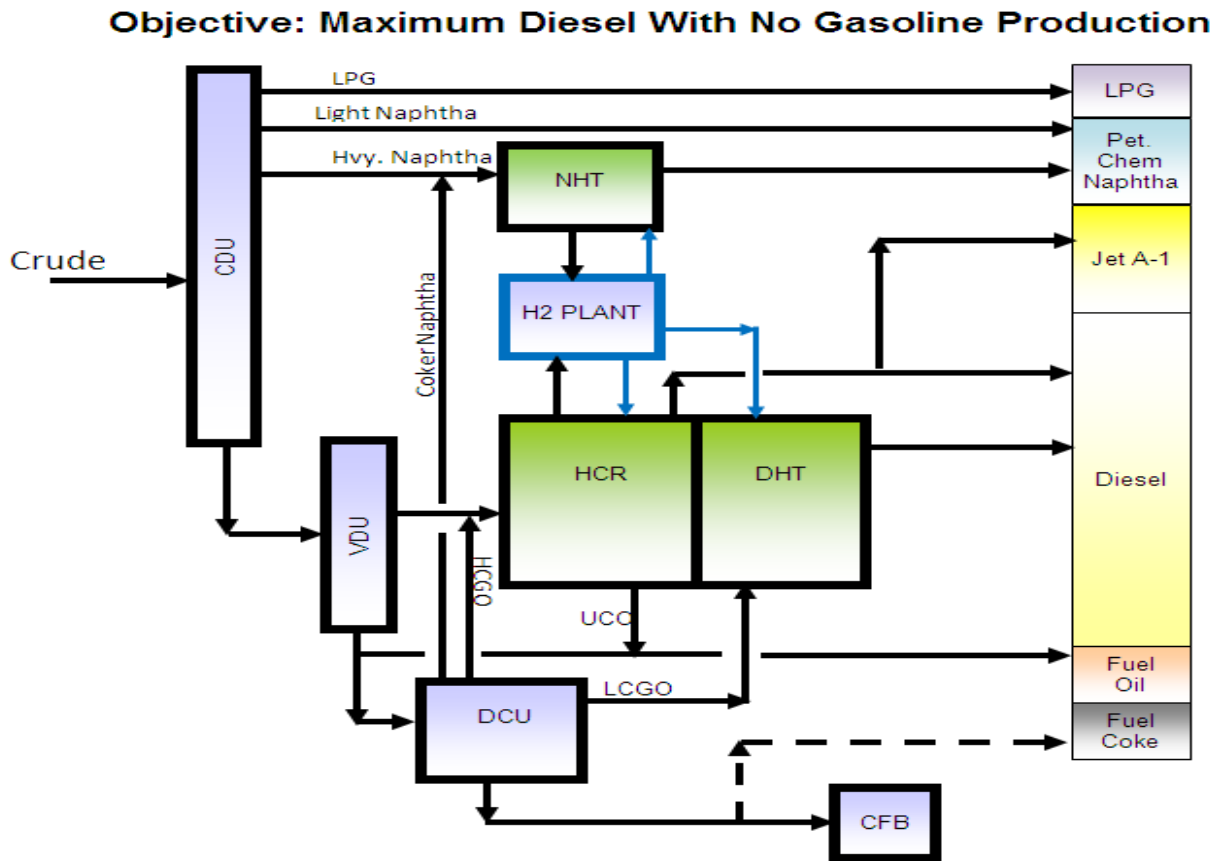 Objective: Maximum Diesel With No Gasoline Production
LPG
LPG
Light Naphtha
Pet.
Chem
Naphtha
Hvy. Naphtha
NHT
CDU
Crude
Jet A-1
H2 PLANT
Coker Naphtha
HCR
DHT
Diesel
VDU
HCGO
UCO
Fuel
Oil
LCGO
DCU
Fuel
Coke
CFB